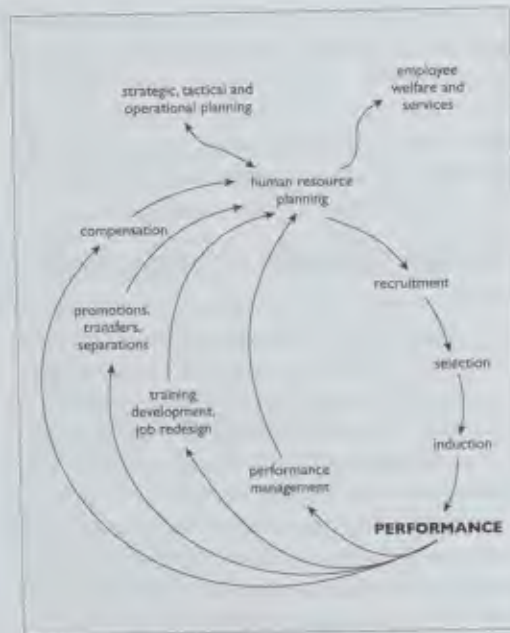 strategic, tactical and
operational planning
employee
welfare and
services
human resource
planning
compensation
recruitment
promotions,
transfers,
separations
selection
training,
development,
job redesign
induction
performance
management
PERFORMANCE